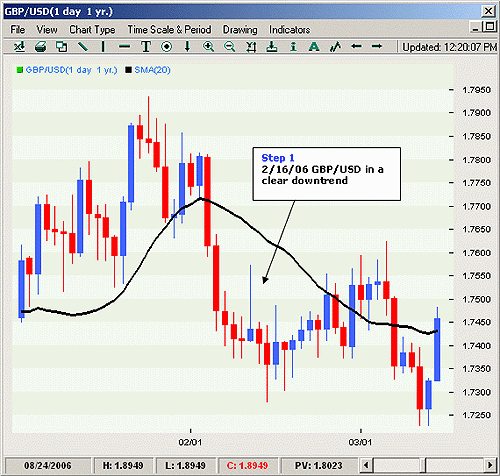 GBP/USD(1 day 1 yr.)
File View Chart Type Time Scale & Period Drawing Indicators
Updated: 12:20:07 PM
GBP/USD(1 day 1 yr.) SMA(20)
1.7950
1.7900
1.7850
1.7800
1.7750
1.7700
1.7650
1.7600
1.7550
1.7500
1.7450
1.7400
1.7350
1.7300
1.7250
Step 1
2/16/06 GBP/USD in a
clear downtrend
02/01 03/01
08/24/2006 H: 1.8949 L: 1.8949 C: 1.8949 PV: 1.8023